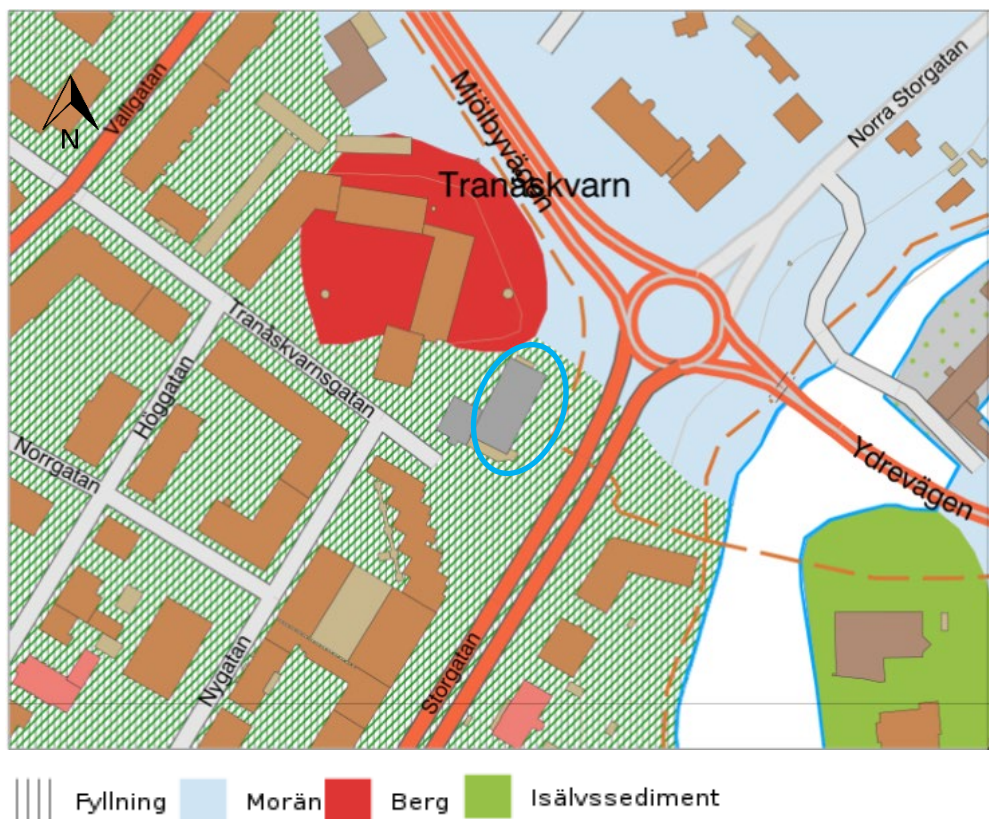 Vallgatan
N
Mjölbyvägen
Norra Storgatan
Tranåskvarn
Tranåskvarnsgatan
Höggatan
Norrgatan
Ydrevägen
Nygatan
Storgatan
Fyllning Morän Berg Isälvssediment